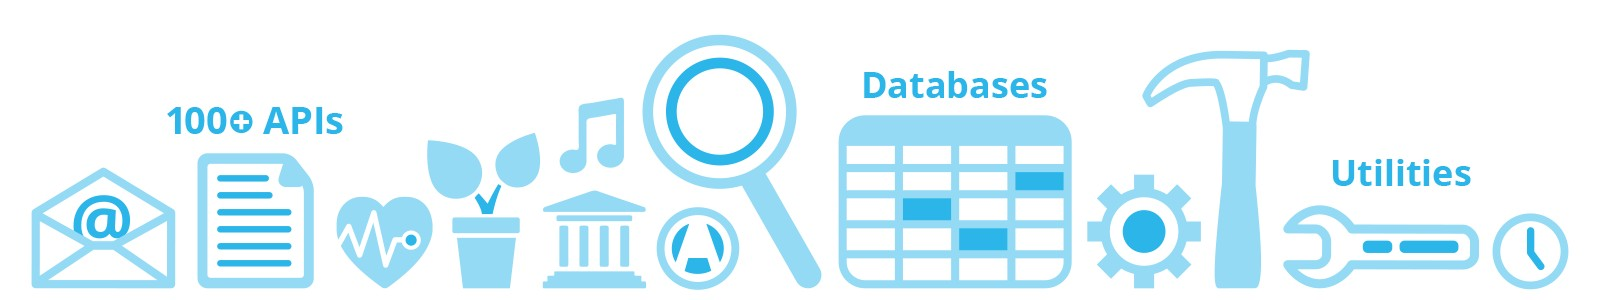 100+ APIs
Databases
Utilities
@